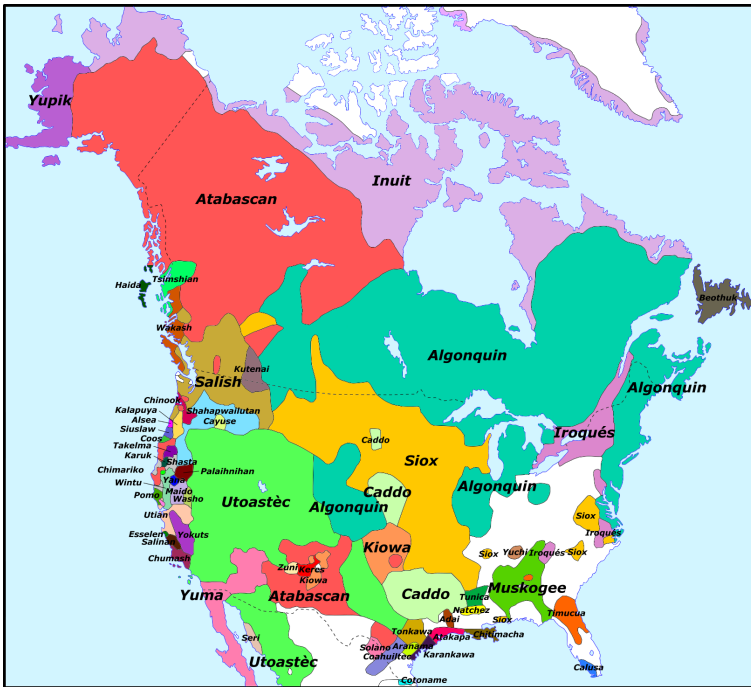 Yupik
Inuit
Atabascan
Tsimshian
Haida
Beothuk
Wakash
Algonquin
Kutenai
Salish
Algonquin
Chinook
Kalapuya
Shahapwailutan
Alsea
Cayuse
Siuslaw
Iroqués
Coos
Caddo
Takelma
Karuk
Siox
Shasta
Chimariko
Palaihnihan
Wintu
Yana
Algonquin
Caddo
Maido
Pomo
Washo
Utoastèc
Algonquin
Utian
Siox
Esselen
Yokuts
Iroqués
Salinan
Kiowa
Chumash
Siox
Yuchi
Iroqués
Siox
Zuni
Keres
Kiowa
Muskogee
Yuma
Atabascan
Caddo
Tunica
Natchez
Timucua
Adai
Siox
Tonkawa
Atakapa
Chitimacha
Seri
Solano
Aranama
Coahuiltec
Karankawa
Utoastèc
Calusa
Cotoname